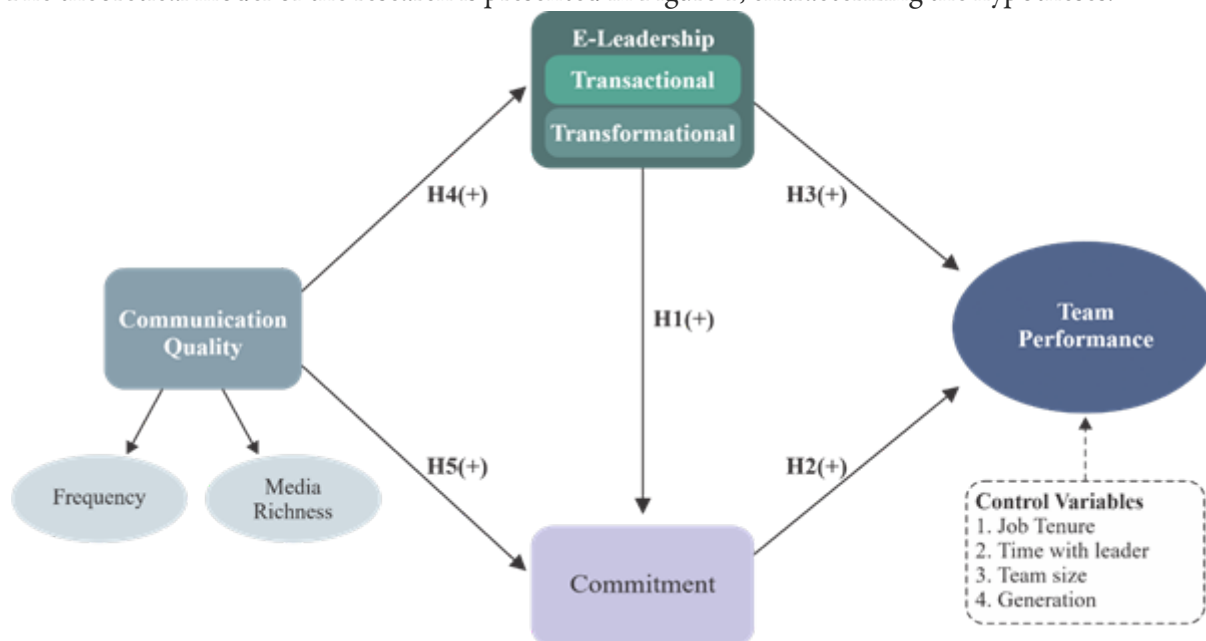 E-Leadership
Transactional
Transformational
H4(+)
H3(+)
Communication
Quality
H1(+)
Team
Performance
H5(+)
H2(+)
Frequency
Media
Richness
Control Variables
1. Job Tenure
2. Time with leader
3. Team size
4. Generation
Commitment